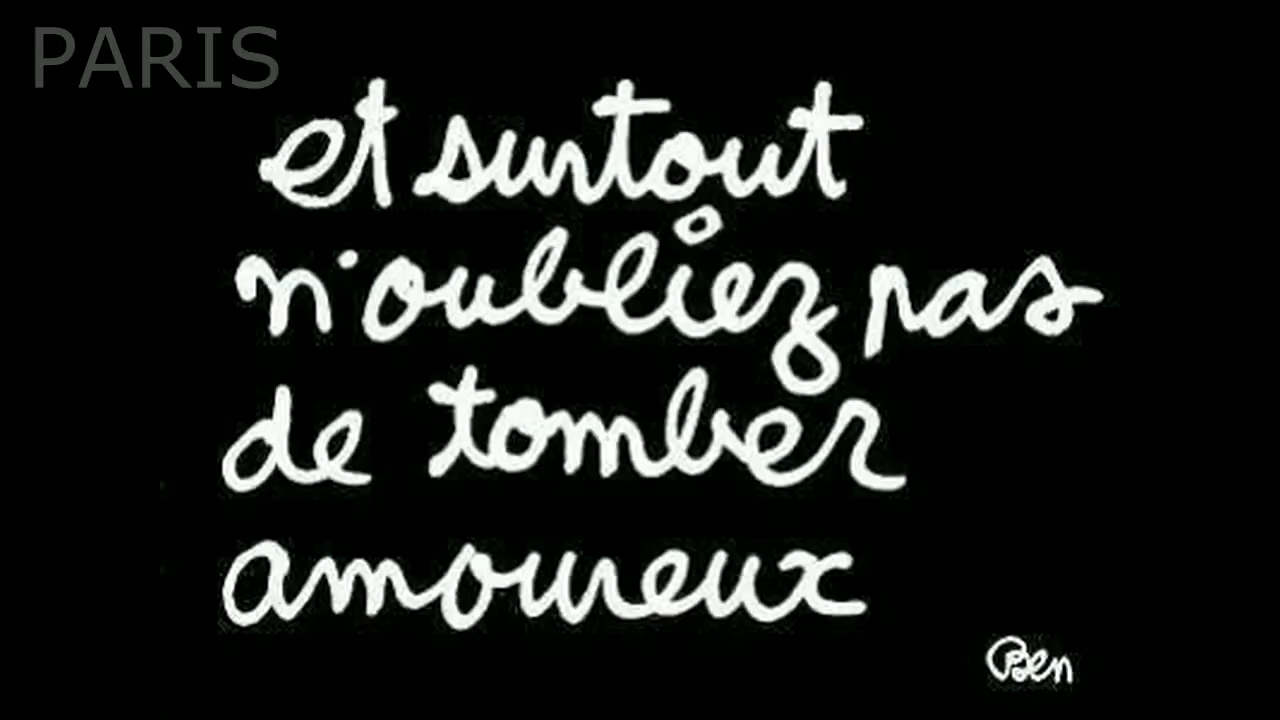 PARIS
et surtout
n'oubliez pas
de tomber
amoureux
Ben